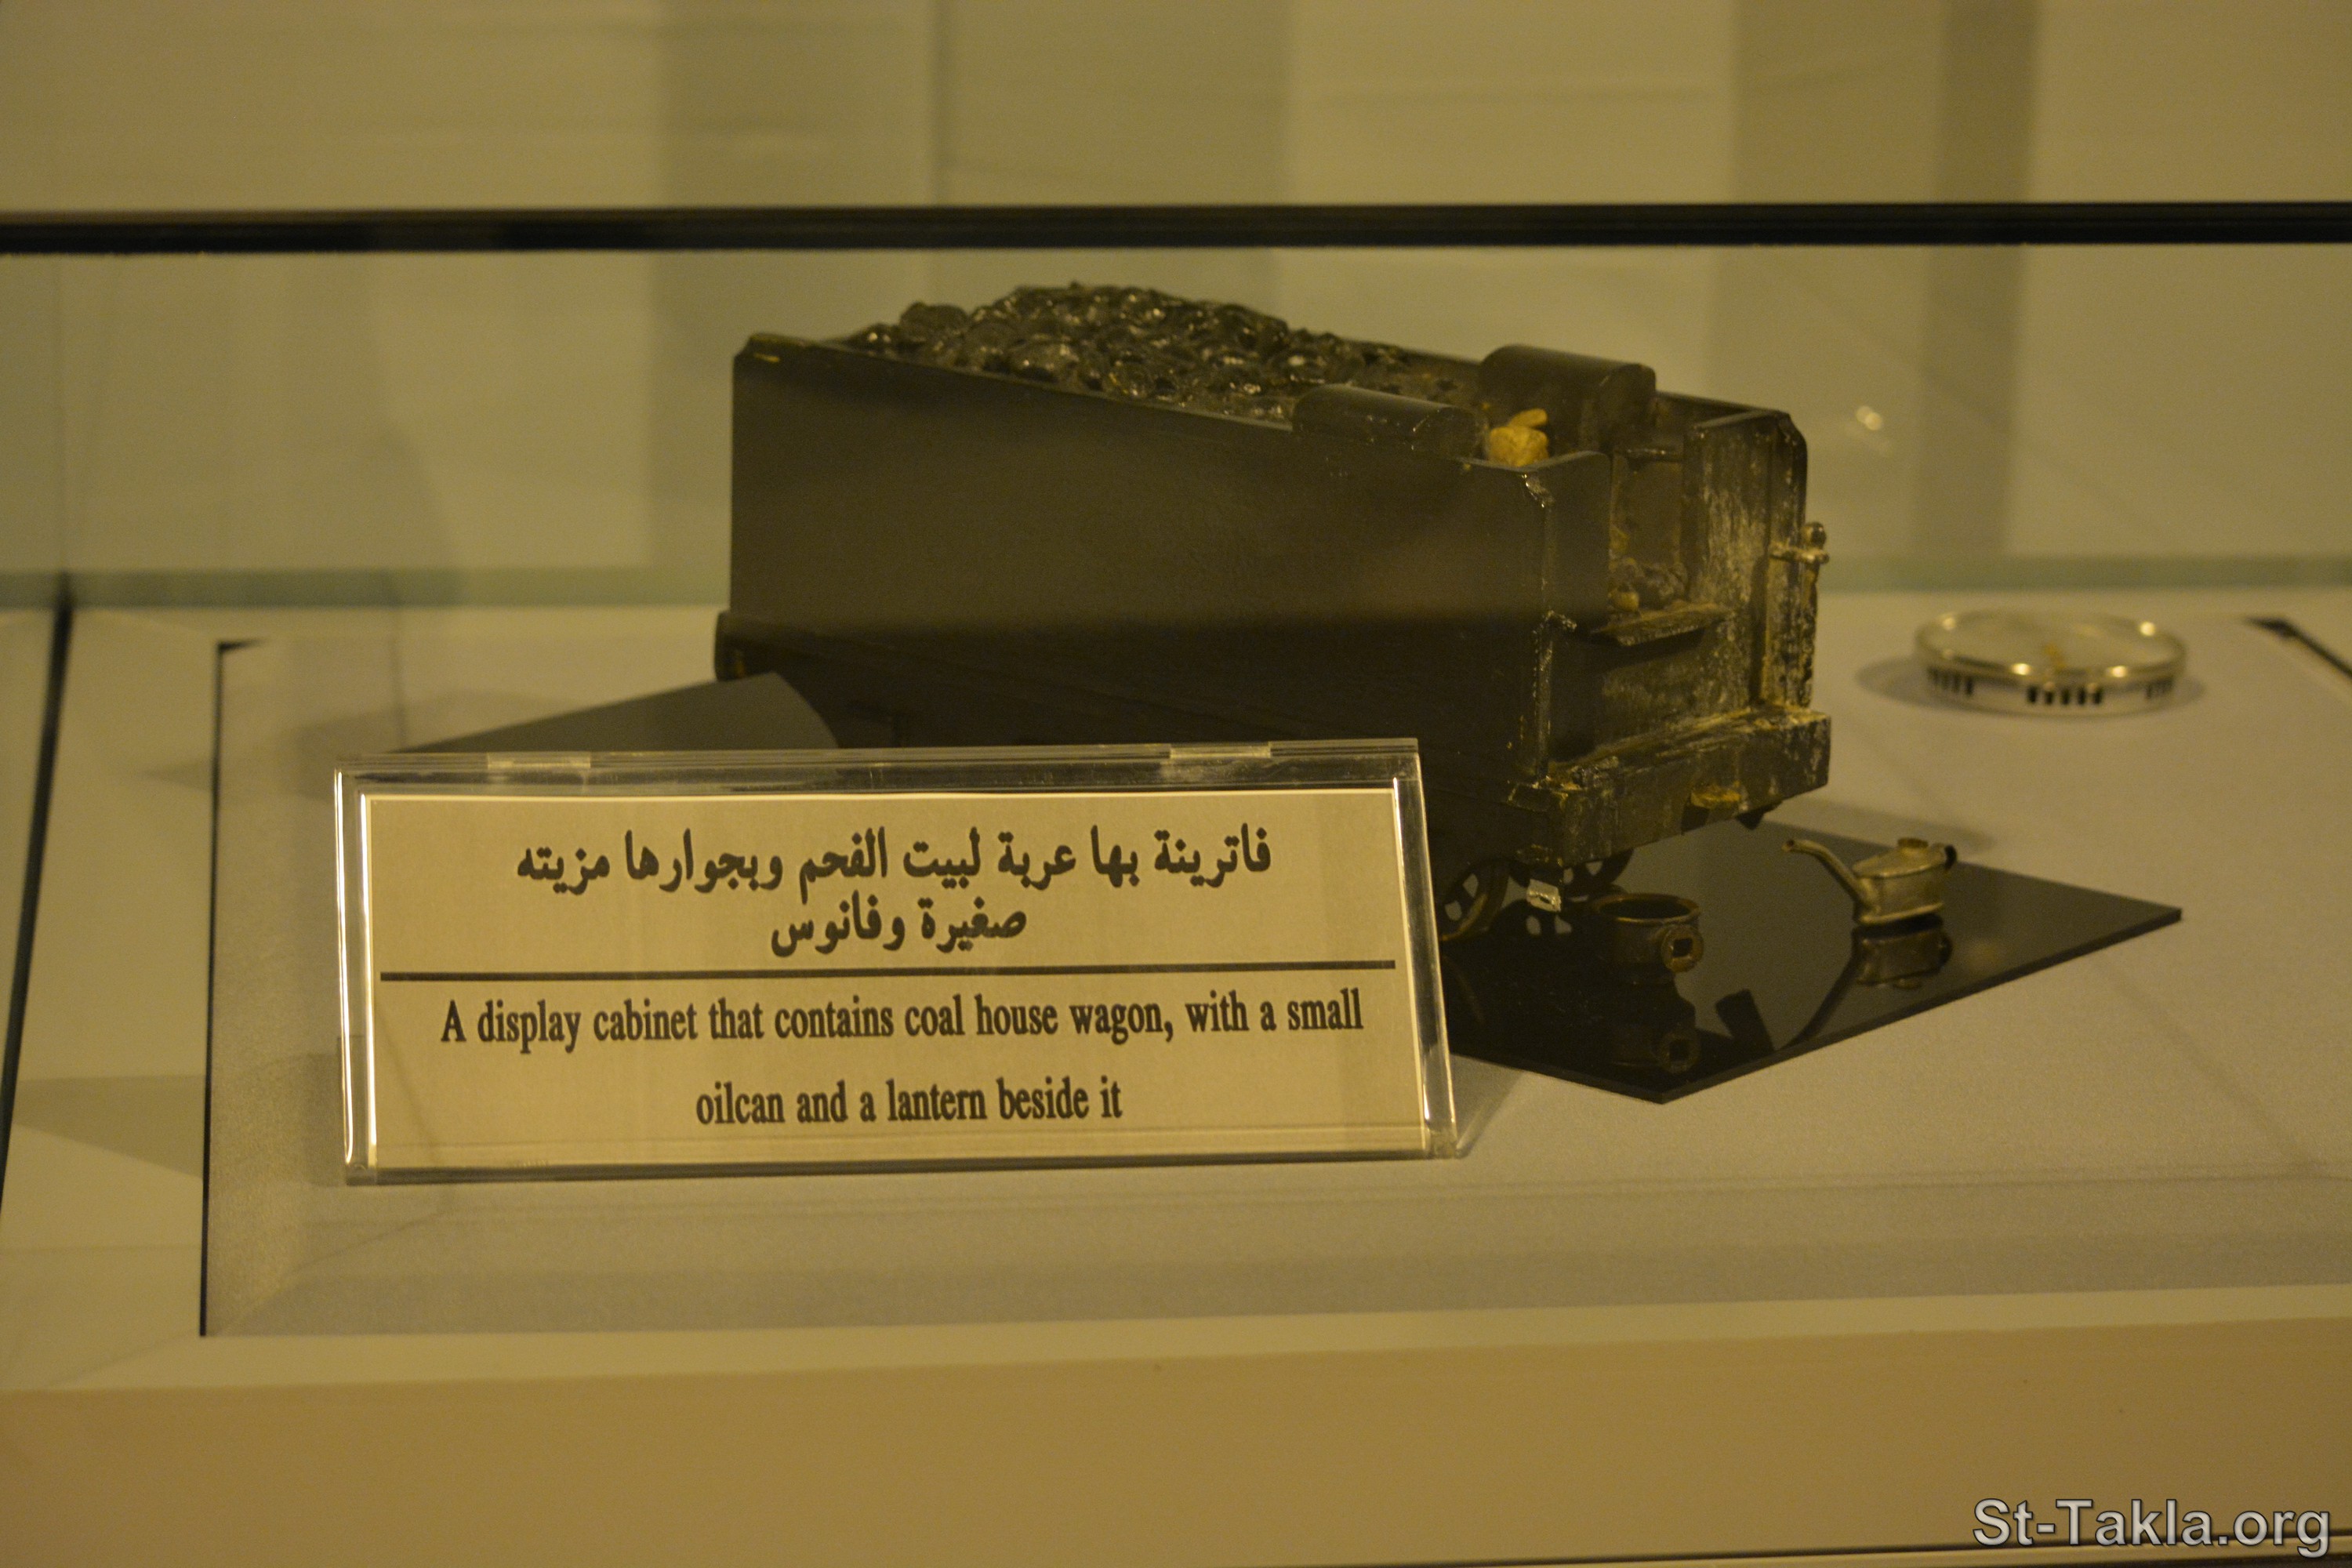 فاترينة بها عربة لبيت الفحم وبجوارها مزيته
صغيرة وفانوس
A display cabinet that contains coal house wagon, with a small
oilcan and a lantern beside it
St-Takla.org